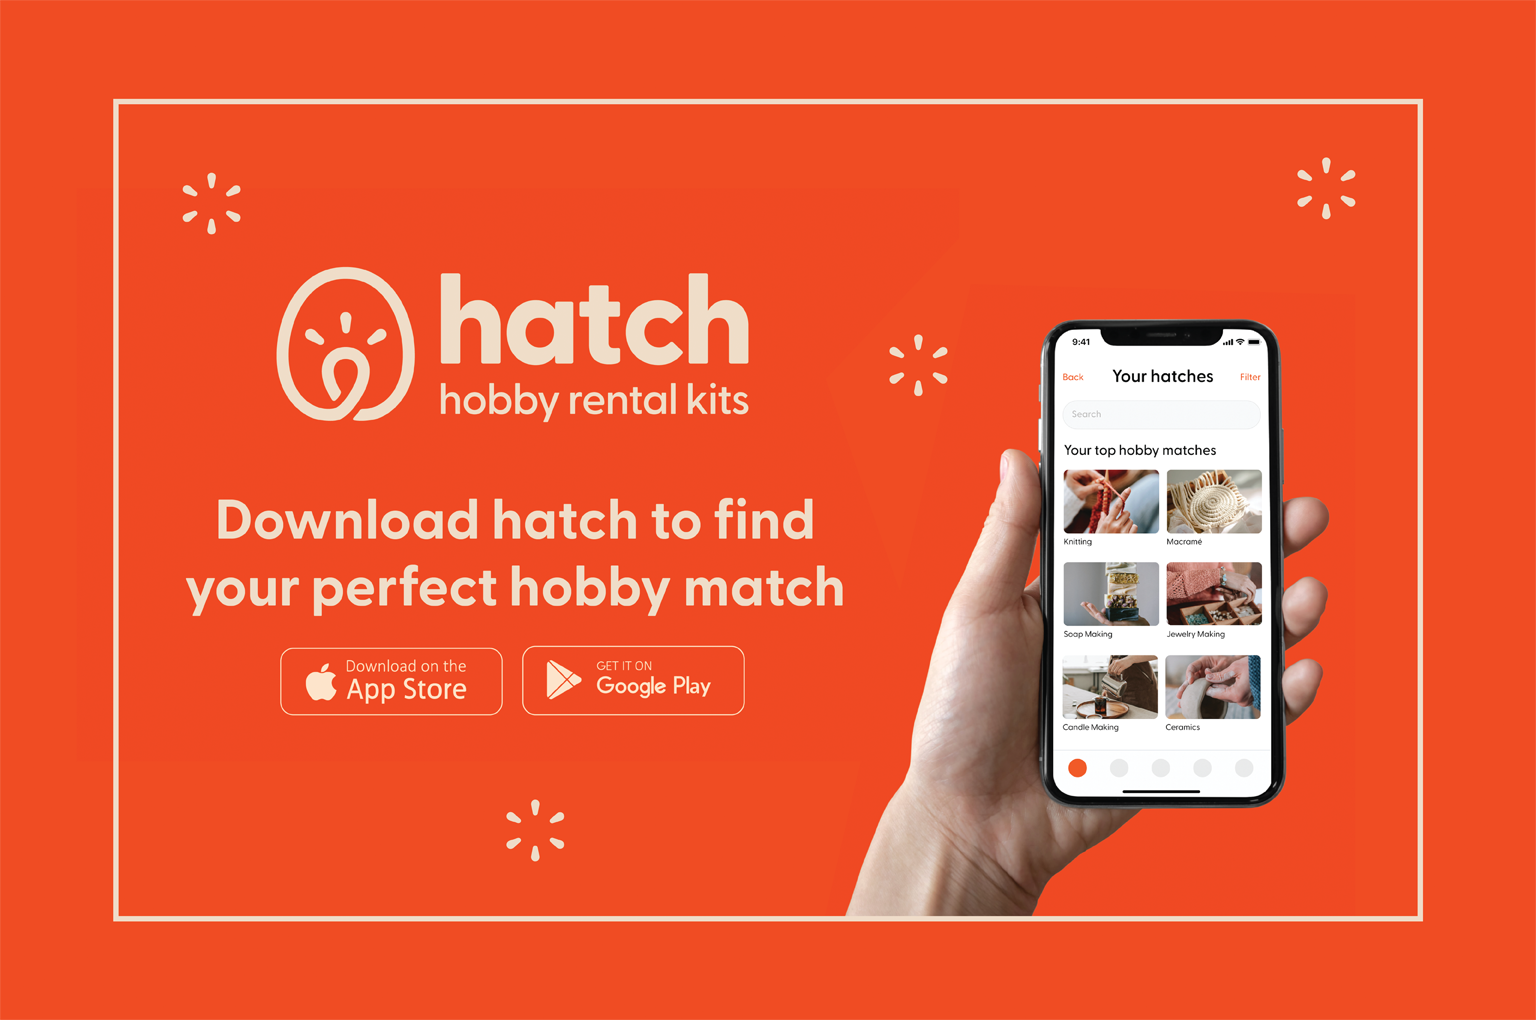 hatch
hobby rental kits
Download hatch to find
your perfect hobby match
Download on the
App Store
GET IT ON
Google Play
9:41
Back
Your hatches
Filter
Search
Your top hobby matches
Knitting
Macramé
Soap Making
Jewelry Making
Candle Making
Ceramics